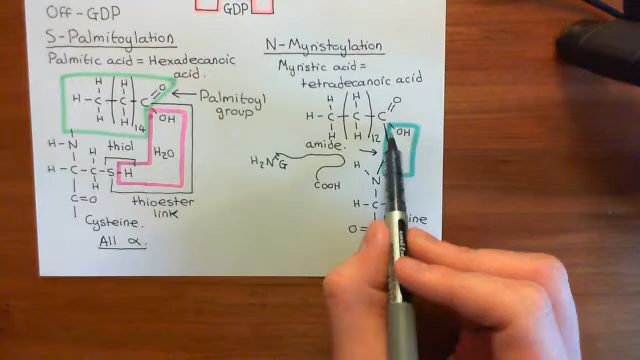 Off-GDP
GDP
S-Palmitoylation
Palmitic acid = Hexadecanoic
acid.
H H O
H-C-C-C
H H 14 OH
Palmitoyl
group
H-N thiol H₂O
H-C-C-S-H
H H
C=O
thioester
link
Cysteine.
All α.
N-Myristoylation
Myristic acid =
tetradecanoic acid
H H O
H-C-C-C
H H 12 OH
amide.
H₂N G
COOH
H
N
H-C
O=